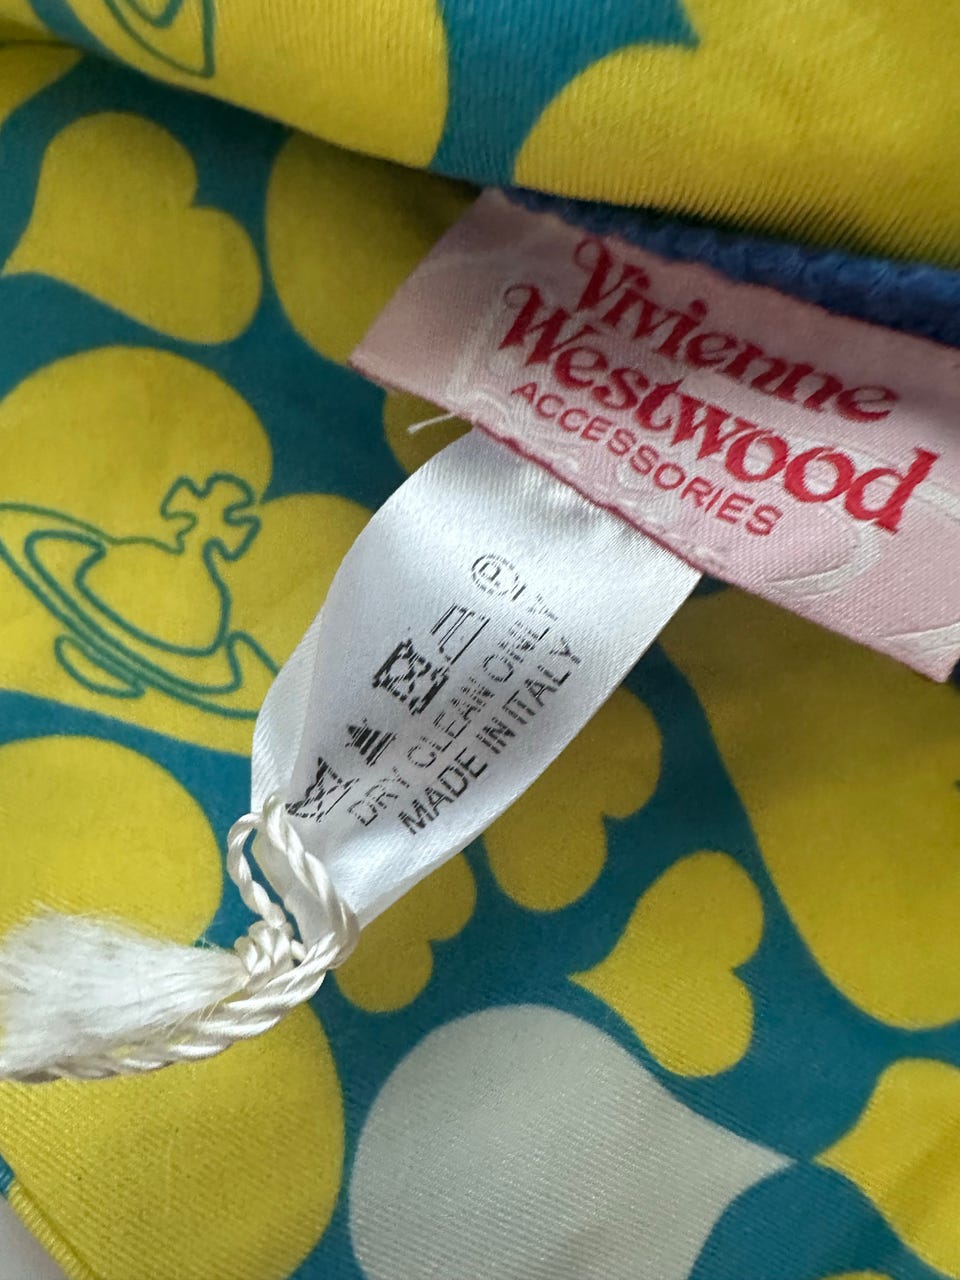 Vivienne
Westwood
ACCESSORIES
P
DRY CLEAN ONLY
MADE IN ITALY